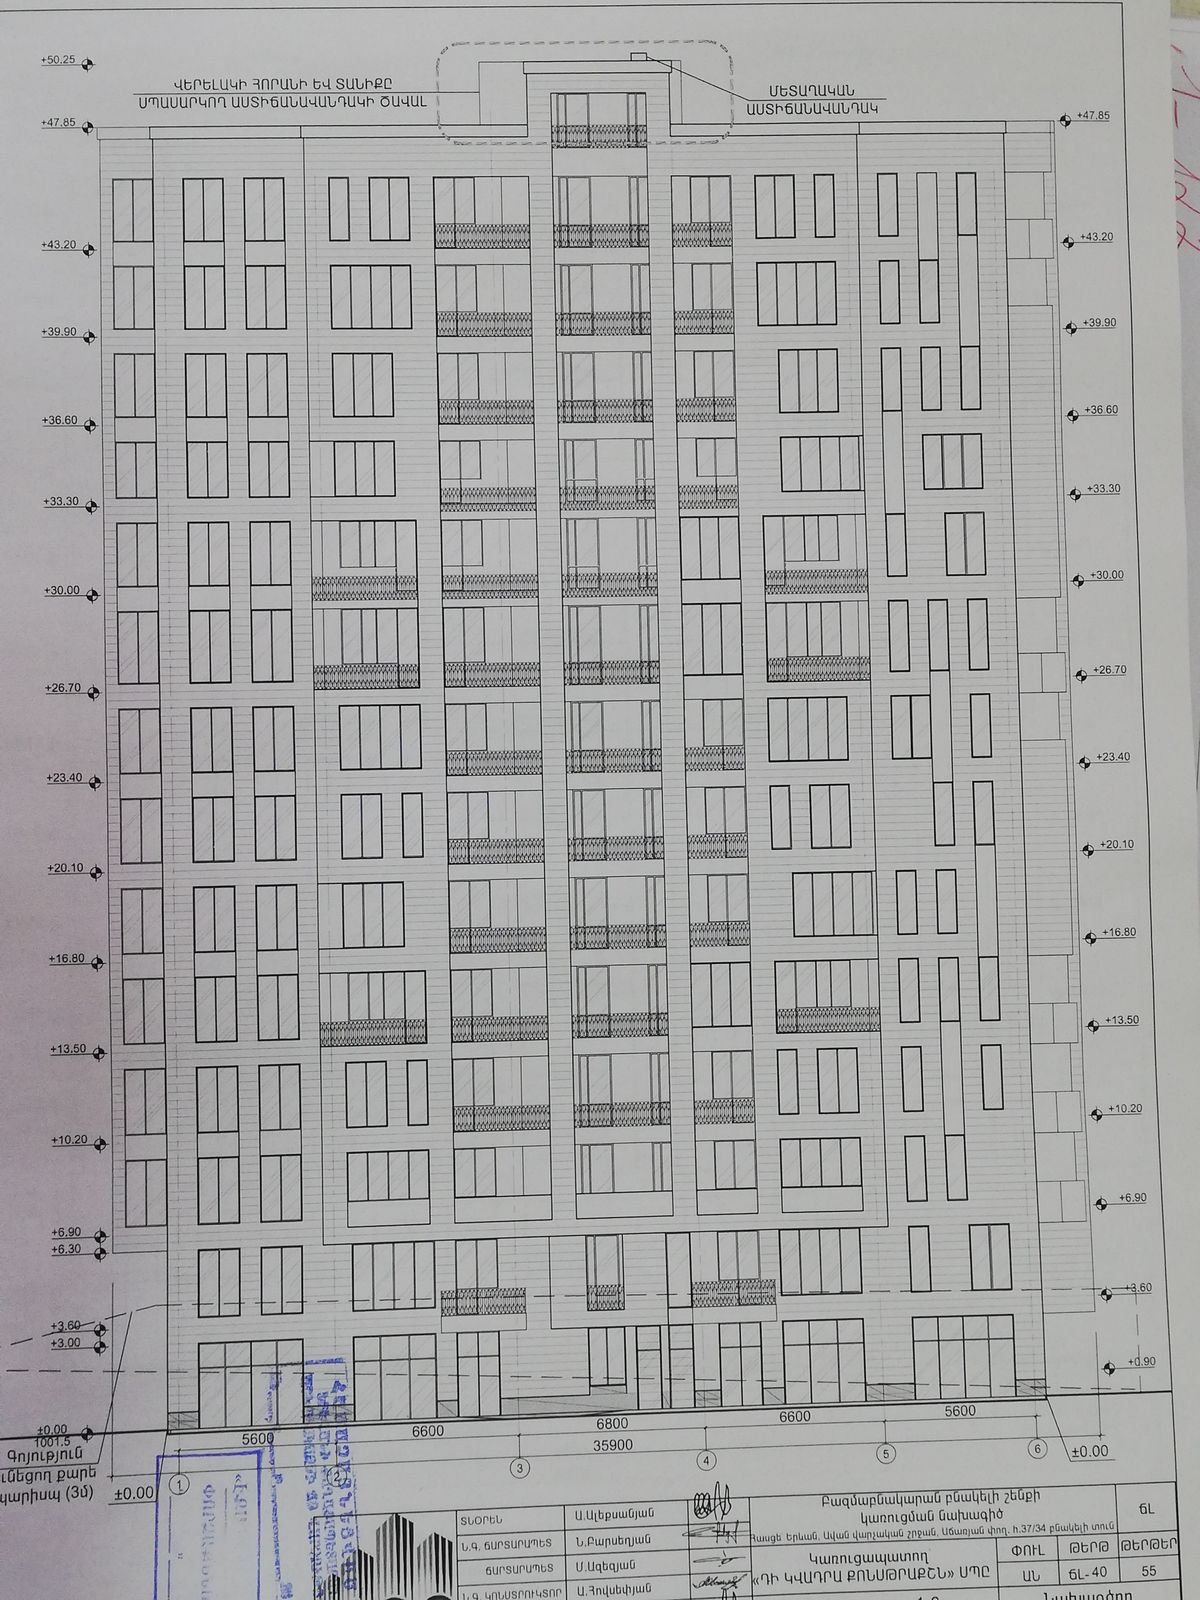 +50.25
ՎԵՐԵԼԱԿԻ ՀՈՐԱՆԻ ԵՎ ՏԱՆԻՔԸ
ՍՊԱՍԱՐԿՈՂ ԱՍՏԻՃԱՆԱՎԱՆԴԱԿԻ ԾԱՎԱԼ
ՄԵՏԱՂԱԿԱՆ
ԱՍՏԻՃԱՆԱՎԱՆԴԱԿ
+47.85
+47.85
+43.20
+43.20
+39.90
+39.90
+36.60
+36.60
+33.30
+33.30
+30.00
+30.00
+26.70
+26.70
+23.40
+23.40
+20.10
+20.10
+16.80
+16.80
+13.50
+13.50
+10.20
+10.20
+6.90
+6.90
+6.30
+3.60
+3.60
+3.00
+0.90
±0.00
1001.5
5600
6600
6800
6600
5600
35900
1
2
3
4
5
6
±0.00
±0.00
Գոյություն
ունեցող քարե
կարիսպ (3մ)
ՏՆՕՐԵՆ
Ա.Ալեքսանյան
Ն.Գ. ՃԱՐՏԱՐԱՊԵՏ
Ն.Բարսեղյան
ՃԱՐՏԱՐԱՊԵՏ
Մ.Ազեզյան
Ն.Գ. ԿՈՆՍՏՐՈՒԿՏՈՐ
Ա.Հովսեփյան
Բազմաբնակարան բնակելի շենքի
կառուցման նախագիծ
Հասցե՝ Երևան, Ավան վարչական շրջան, Աճառյան փող. հ.37/34 բնակելի տուն
ՃԼ
Կառուցապատող
«ԴԻ ԿՎԱԴՐԱ ՔՈՆՍԹՐԱՔՇՆ» ՍՊԸ
ՓՈՒԼ
ԹԵՐԹ
ԹԵՐԹԵՐ
ԱՆ
ՃԼ-40
55
Նախագծող